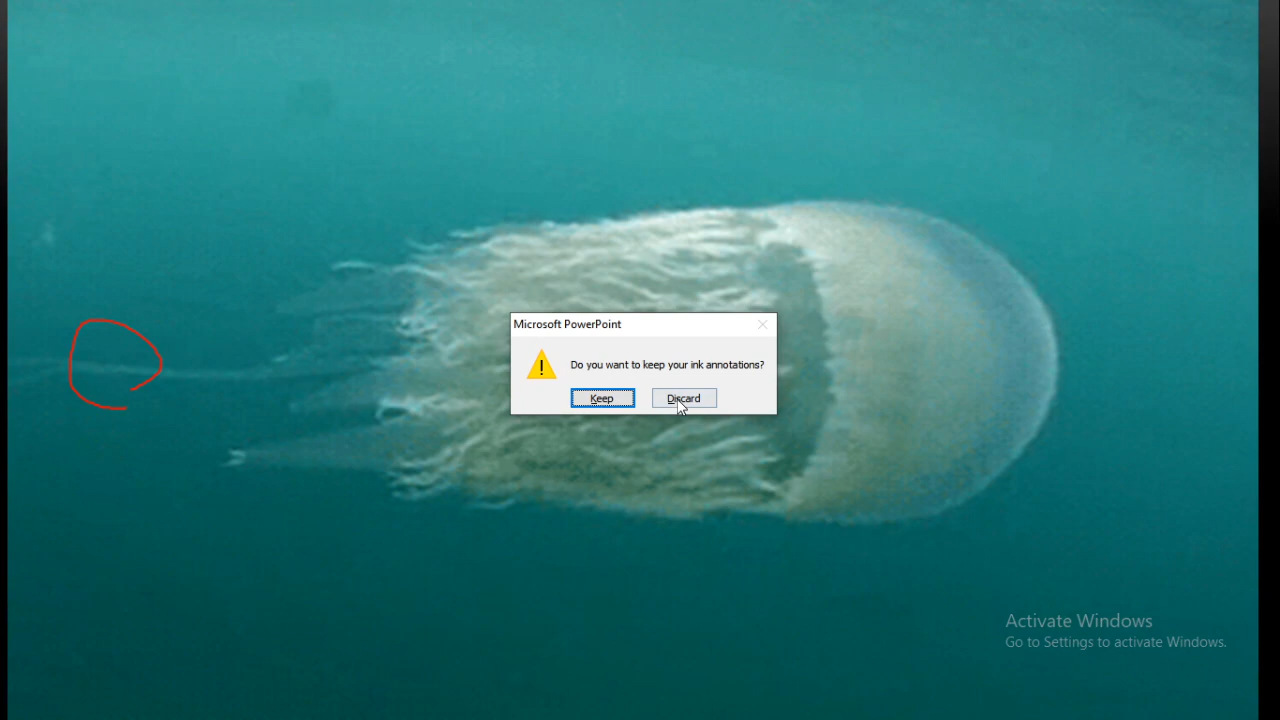 Microsoft PowerPoint
Do you want to keep your ink annotations?
Keep
Discard
Activate Windows
Go to Settings to activate Windows.